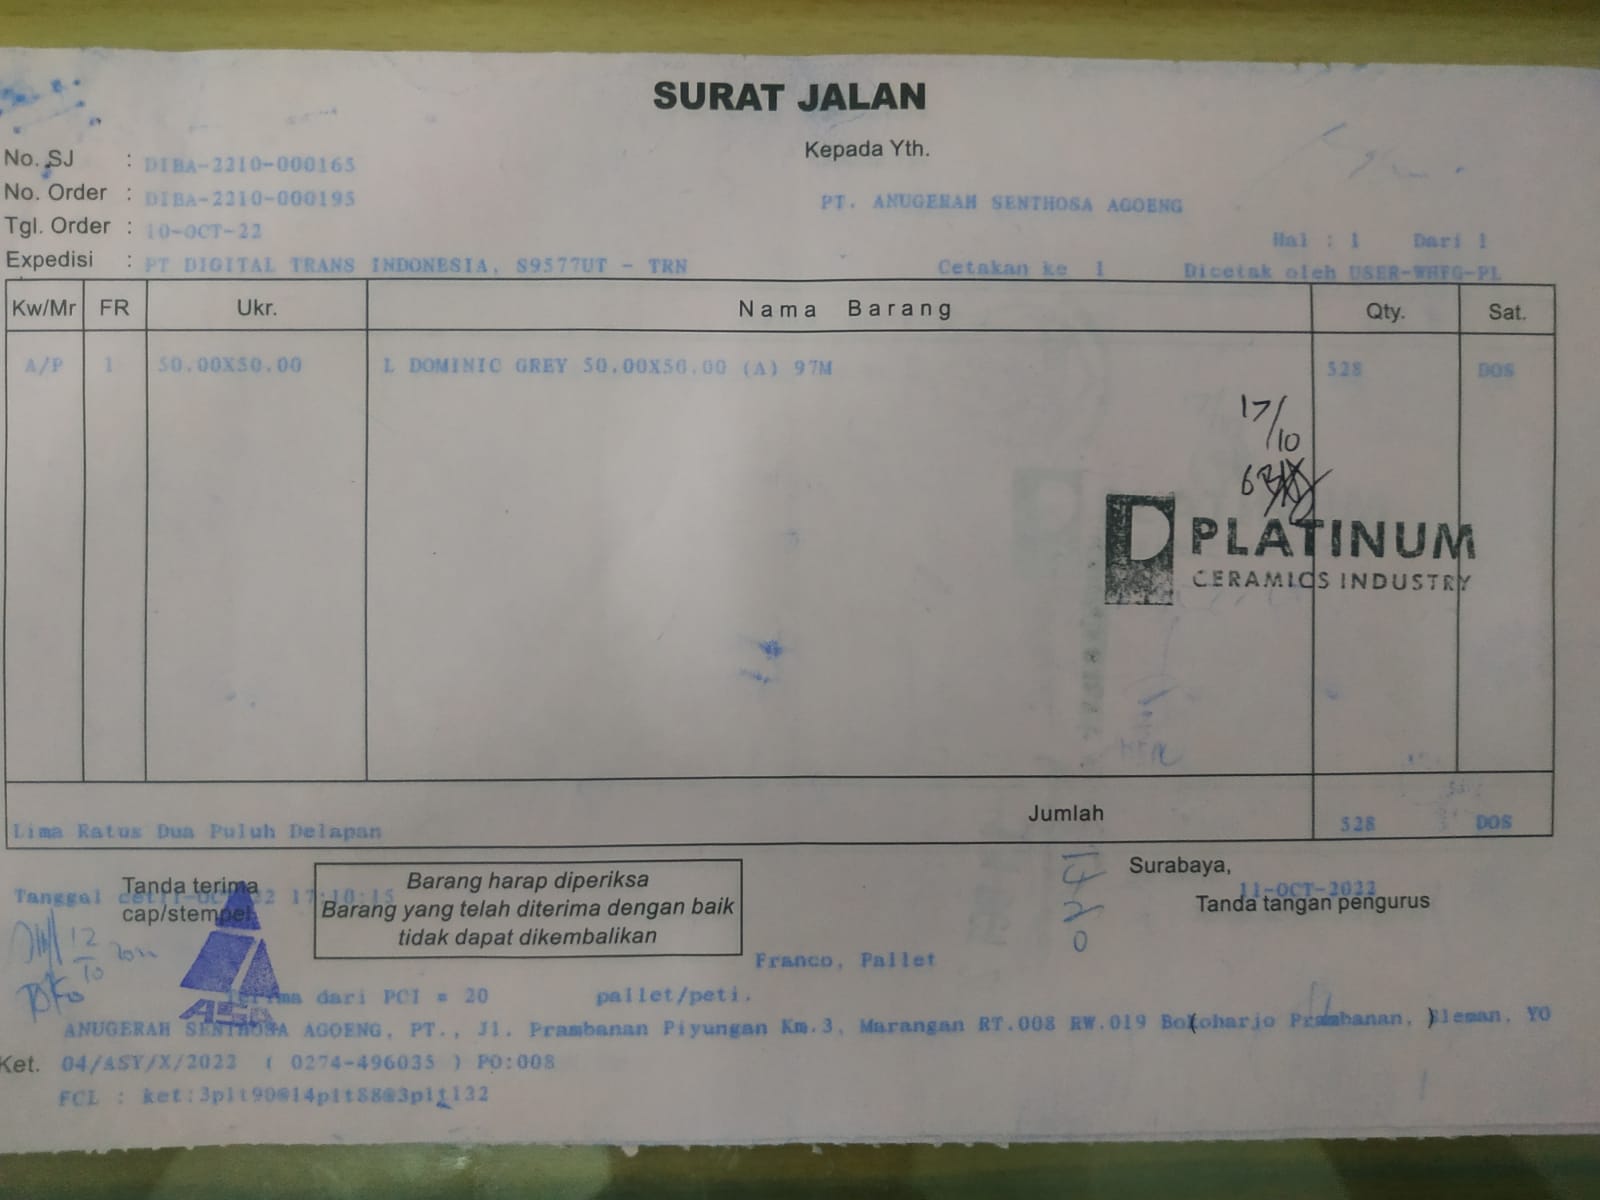 SURAT JALAN
No. SJ : DIBA-2210-000165
Kepada Yth.
No. Order : DIBA-2210-000195
PT. ANUGERAH SENTHOSA AGOENG
Tgl. Order : 10-OCT-22
Hal : 1 Dari 1
Expedisi : PT DIGITAL TRANS INDONESIA, S9577UT - TRN
Cetakan ke 1 Dicetak oleh USER-WHFG-PL
Kw/Mr FR Ukr. Nama Barang Qty. Sat.
A/P 1 50.00X50.00 L DOMINIC GREY 50.00X50.00 (A) 97M 528 DOS
17/10
PLATINUM
CERAMICS INDUSTRY
Jumlah 528 DOS
Lima Ratus Dua Puluh Delapan
Surabaya,
11-OCT-2022
Tanda tangan pengurus
Tanggal 17:10:15
Tanda terima
cap/stempel
Barang harap diperiksa
Barang yang telah diterima dengan baik
tidak dapat dikembalikan
12/10
ASA
Franco, Pallet
Terima dari PCI = 20 pallet/peti.
ANUGERAH SENTHOSA AGOENG, PT., Jl. Prambanan Piyungan Km.3, Marangan RT.008 RW.019 Bokoharjo Prambanan, Sleman, YO
Ket. 04/ASY/X/2022 ( 0274-496035 ) PO:008
FCL : ket:3plt90@14plt88@3plt132